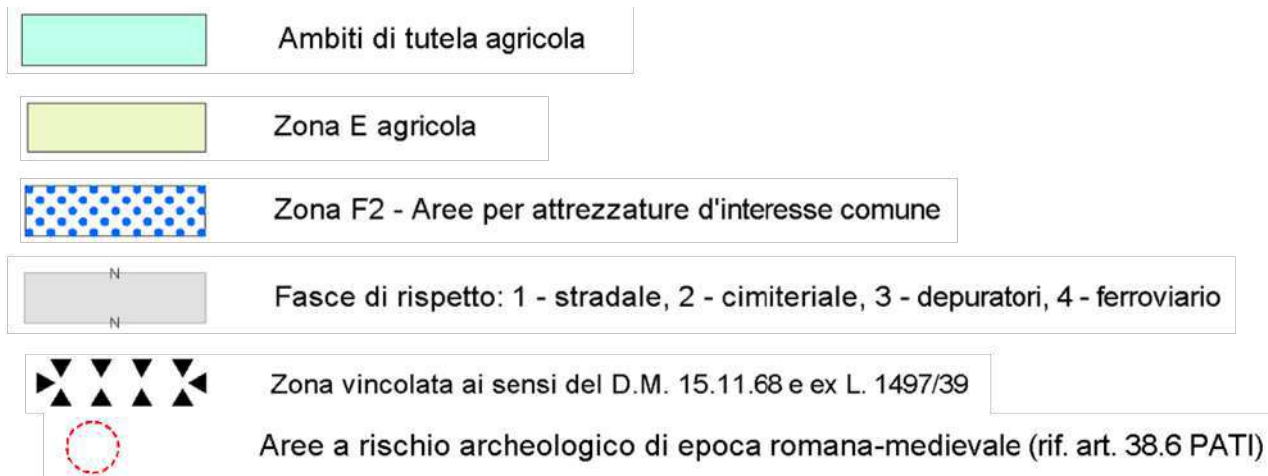 Ambiti di tutela agricola
Zona E agricola
Zona F2 - Aree per attrezzature d'interesse comune
N
Fasce di rispetto: 1 - stradale, 2 - cimiteriale, 3 - depuratori, 4 - ferroviario
N
Zona vincolata ai sensi del D.M. 15.11.68 e ex L. 1497/39
Aree a rischio archeologico di epoca romana-medievale (rif. art. 38.6 PATI)